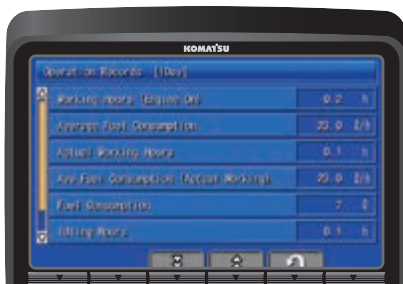 KOMATSU
Operation Records [1Day]
Working Hours (Engine On) 0.2 h
Average Fuel Consumption 23.0 ℓ/h
Actual Working Hours 0.1 h
Ave Fuel Consumption (Actual Working) 23.0 ℓ/h
Fuel Consumption 7 ℓ
Idling Hours 0.1 h